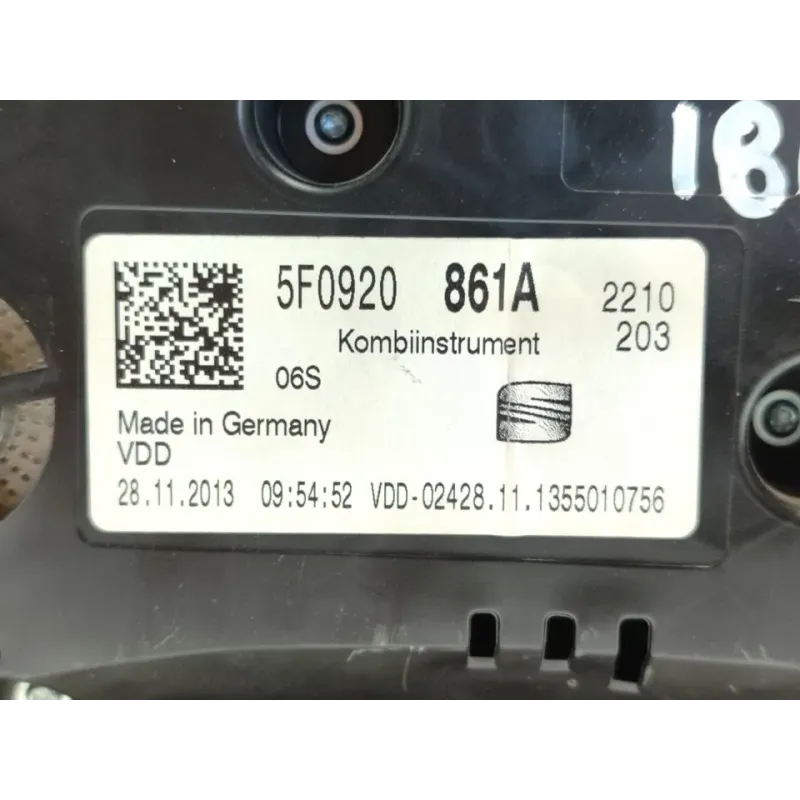 5F0920 861A 2210
Kombiinstrument 203
06S
Made in Germany
VDD
28.11.2013 09:54:52 VDD-02428.11.1355010756